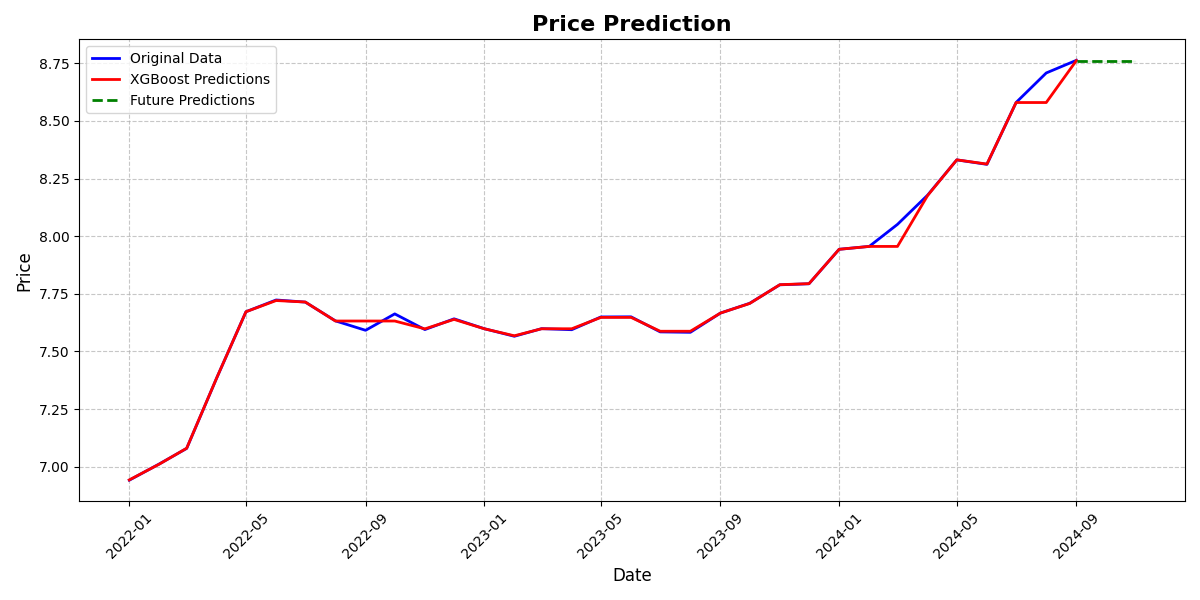 Price Prediction
Original Data
XGBoost Predictions
Future Predictions
Price
8.75
8.50
8.25
8.00
7.75
7.50
7.25
7.00
2022-01
2022-05
2022-09
2023-01
2023-05
2023-09
2024-01
2024-05
2024-09
Date